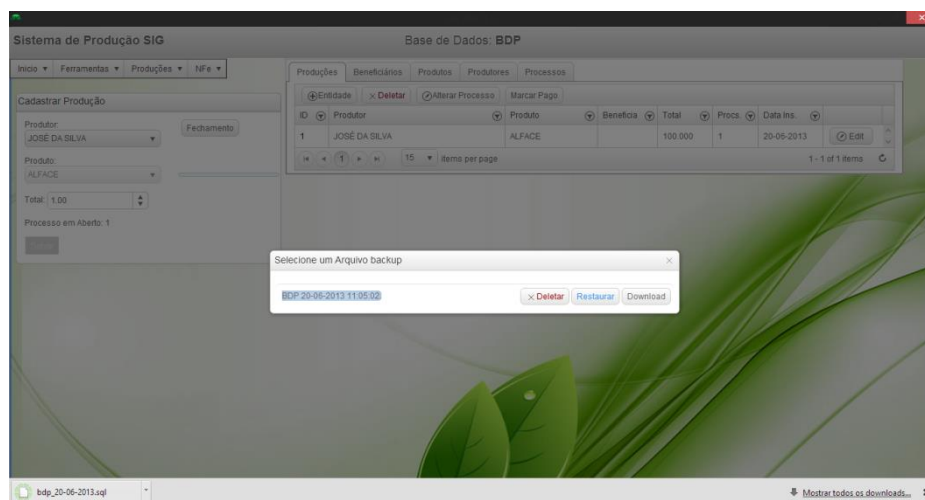 Sistema de Produção SIG
Base de Dados: BDP
Inicio Ferramentas Produções NFe
Produções Beneficiários Produtos Produtores Processos
Entidade Deletar Alterar Processo Marcar Pago
Cadastrar Produção
ID Produtor Produto Beneficia Total Procs. Data Ins.
1 JOSÉ DA SILVA ALFACE 100.000 1 20-06-2013 Edit
1 15 items per page 1 - 1 of 1 items
Produtor:
JOSÉ DA SILVA
Fechamento
Produto:
ALFACE
Total: 1.00
Processo em Aberto: 1
Selecione um Arquivo backup
BDP 20-06-2013 11:05:02
Deletar Restaurar Download
bdp_20-06-2013.sql
Mostrar todos os downloads...